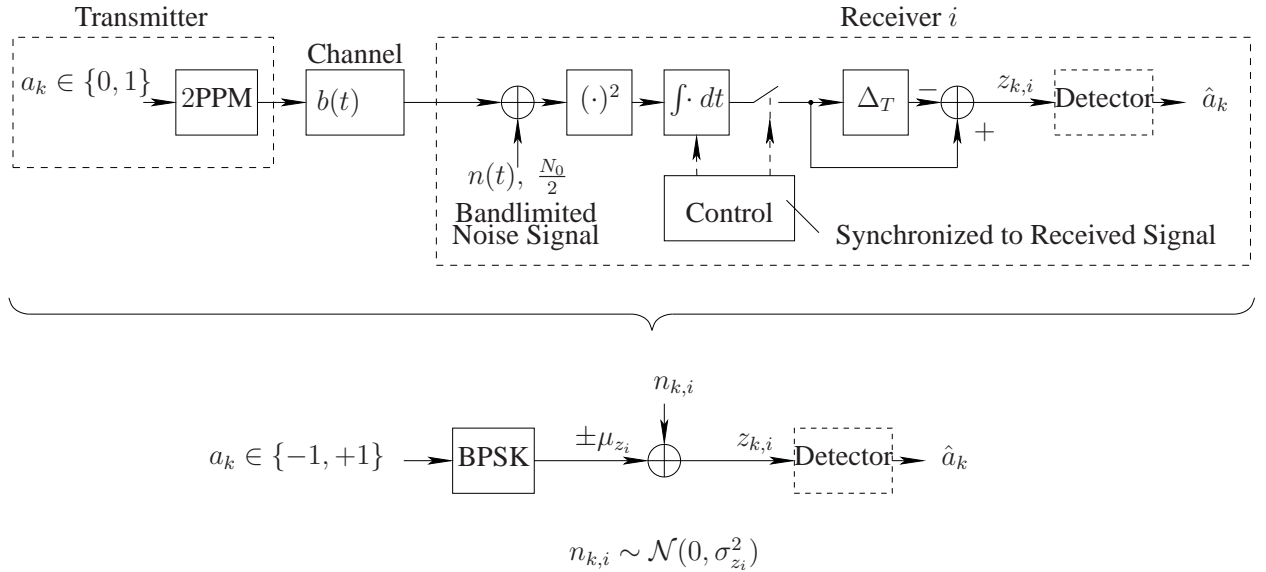 Transmitter
Receiver i
Channel
a_k ∈ {0, 1}
2PPM
b(t)
(·)²
∫· dt
Δ_T
−
+
z_{k,i}
Detector
â_k
n(t), N_0/2
Bandlimited
Noise Signal
Control
Synchronized to Received Signal
n_{k,i}
a_k ∈ {−1, +1}
BPSK
±μ_{z_i}
z_{k,i}
Detector
â_k
n_{k,i} ∼ 𝒩(0, σ²_{z_i})